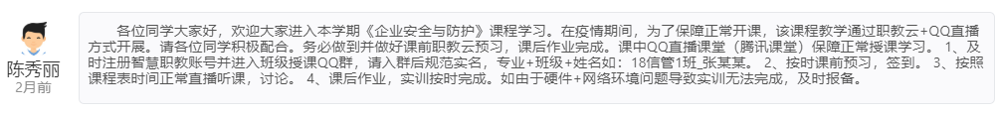 陈秀丽
2月前
各位同学大家好，欢迎大家进入本学期《企业安全与防护》课程学习。在疫情期间，为了保障正常开课，该课程教学通过职教云+QQ直播
方式开展。请各位同学积极配合。务必做到并做好课前职教云预习，课后作业完成。课中QQ直播课堂（腾讯课堂）保障正常授课学习。 1、及
时注册智慧职教账号并进入班级授课QQ群，请入群后规范实名，专业+班级+姓名如：18信管1班_张某某。 2、按时课前预习，签到。 3、按照
课程表时间正常直播听课，讨论。 4、课后作业，实训按时完成。如由于硬件+网络环境问题导致实训无法完成，及时报备。